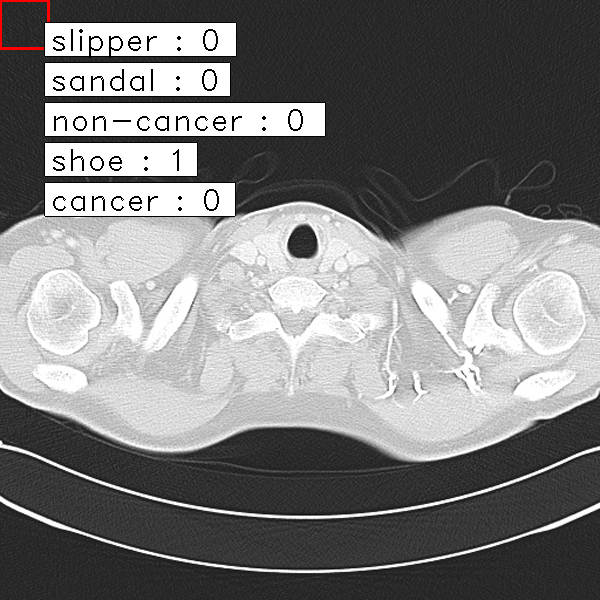 slipper : 0
sandal : 0
non-cancer : 0
shoe : 1
cancer : 0